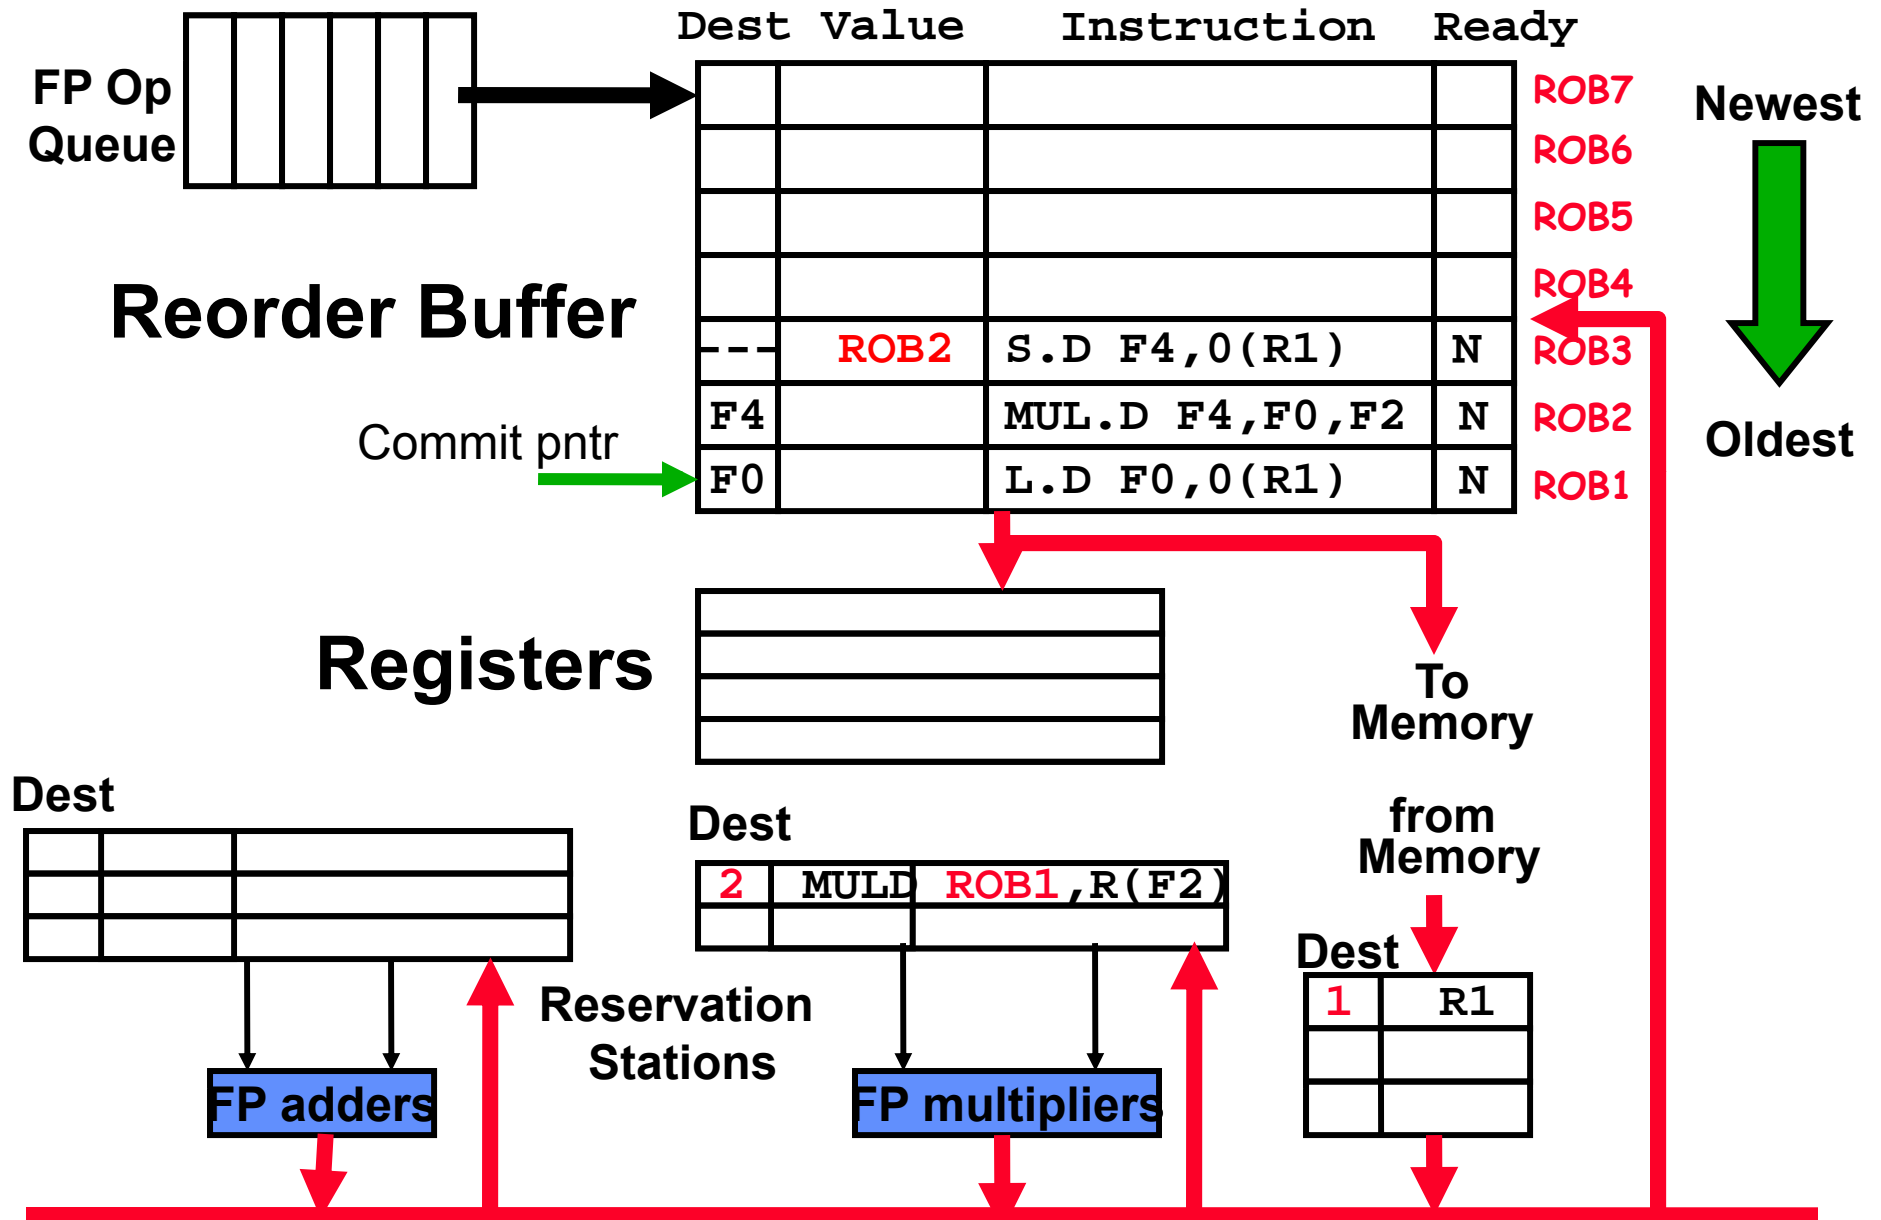 Dest Value Instruction Ready
FP Op
Queue
ROB7
Newest
ROB6
ROB5
Reorder Buffer
ROB4
--- ROB2 S.D F4,0(R1) N ROB3
F4 MUL.D F4,F0,F2 N ROB2
Oldest
Commit pntr
F0 L.D F0,0(R1) N ROB1
Registers
To
Memory
from
Memory
Dest
Dest
2 MULD ROB1,R(F2)
Dest
1 R1
Reservation
Stations
FP adders
FP multipliers